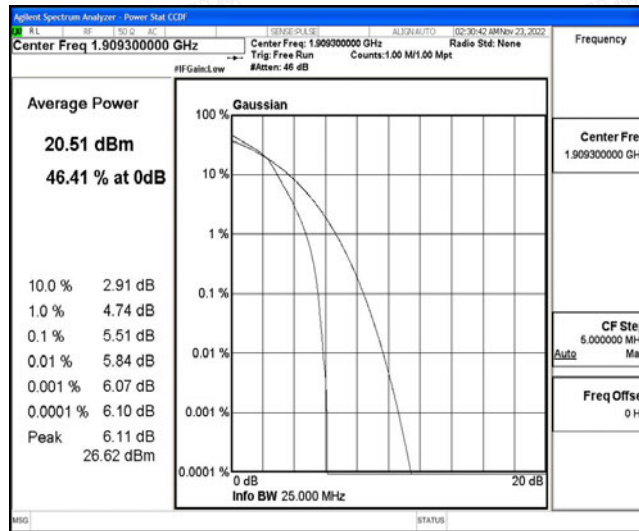 Agilent Spectrum Analyzer - Power Stat CCDF
RL RF 50 Ω AC SENSE:PULSE ALIGN AUTO 02:30:42 AM Nov 23, 2022
Center Freq 1.909300000 GHz
Center Freq: 1.909300000 GHz Radio Std: None
Trig: Free Run Counts:1.00 M/1.00 Mpt
#IFGain:Low #Atten: 46 dB
Frequency
Average Power
20.51 dBm
46.41 % at 0dB
10.0 % 2.91 dB
1.0 % 4.74 dB
0.1 % 5.51 dB
0.01 % 5.84 dB
0.001 % 6.07 dB
0.0001 % 6.10 dB
Peak 6.11 dB
26.62 dBm
Gaussian
100 %
10 %
1 %
0.1 %
0.01 %
0.001 %
0.0001 %
0 dB 20 dB
Info BW 25.000 MHz
Center Fre
1.909300000 GH
CF Ste
5.000000 MH
Auto Ma
Freq Offse
0 H
MSG STATUS